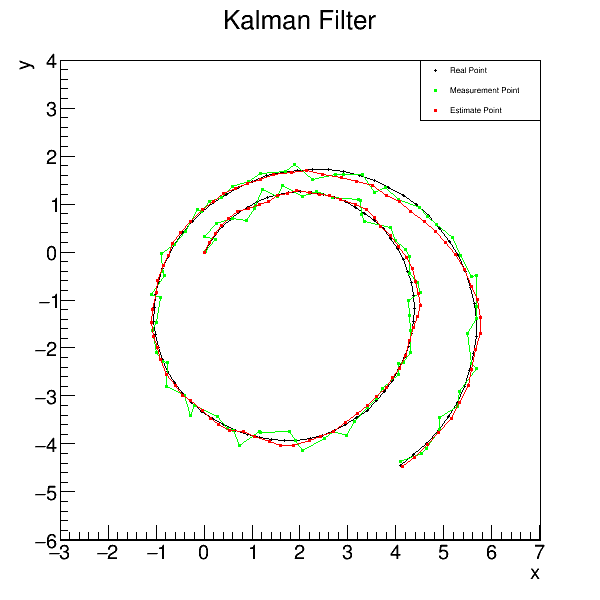 Kalman Filter
y
4
3
2
1
0
−1
−2
−3
−4
−5
−6
Real Point
Measurement Point
Estimate Point
−3 −2 −1 0 1 2 3 4 5 6 7
x